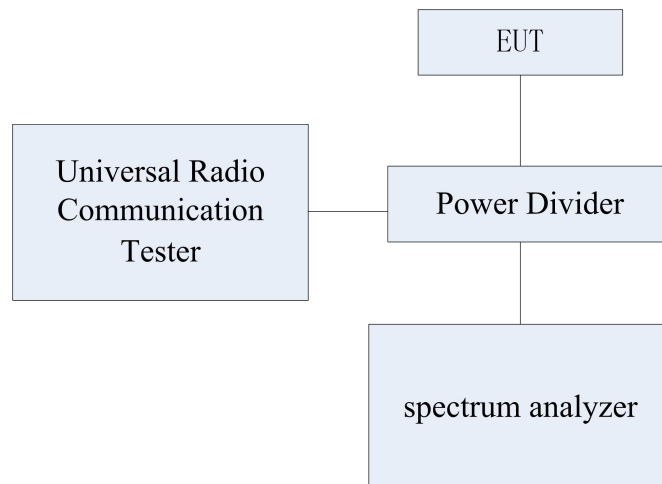 EUT
Universal Radio
Communication
Tester
Power Divider
spectrum analyzer